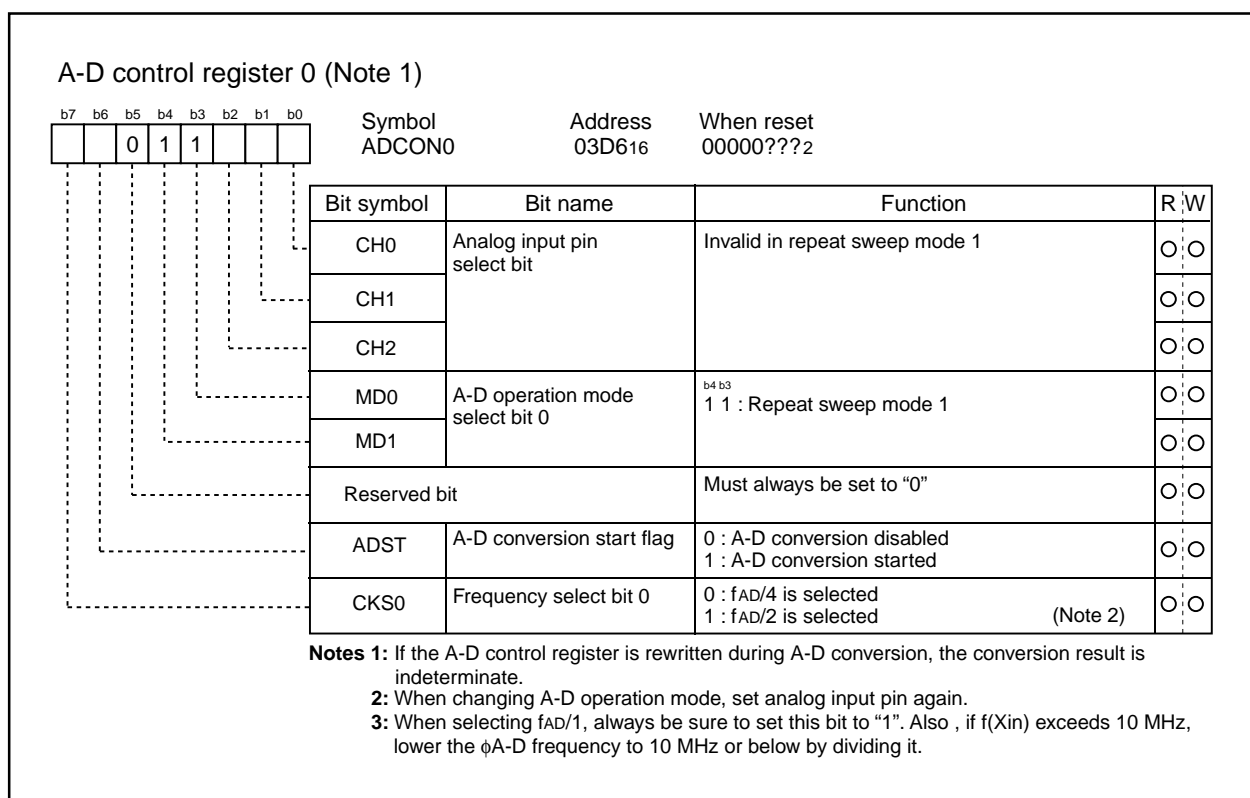 A-D control register 0 (Note 1)
b7 b6 b5 b4 b3 b2 b1 b0
0 1 1
Symbol Address When reset
ADCON0 03D616 00000???2
Bit symbol Bit name Function R W
CH0 Analog input pin select bit Invalid in repeat sweep mode 1 O O
CH1 O O
CH2 O O
MD0 A-D operation mode select bit 0 b4 b3
1 1 : Repeat sweep mode 1 O O
MD1 O O
Reserved bit Must always be set to “0” O O
ADST A-D conversion start flag 0 : A-D conversion disabled
1 : A-D conversion started O O
CKS0 Frequency select bit 0 0 : fAD/4 is selected
1 : fAD/2 is selected (Note 2) O O
Notes 1: If the A-D control register is rewritten during A-D conversion, the conversion result is
indeterminate.
2: When changing A-D operation mode, set analog input pin again.
3: When selecting fAD/1, always be sure to set this bit to “1”. Also , if f(Xin) exceeds 10 MHz,
lower the ϕA-D frequency to 10 MHz or below by dividing it.